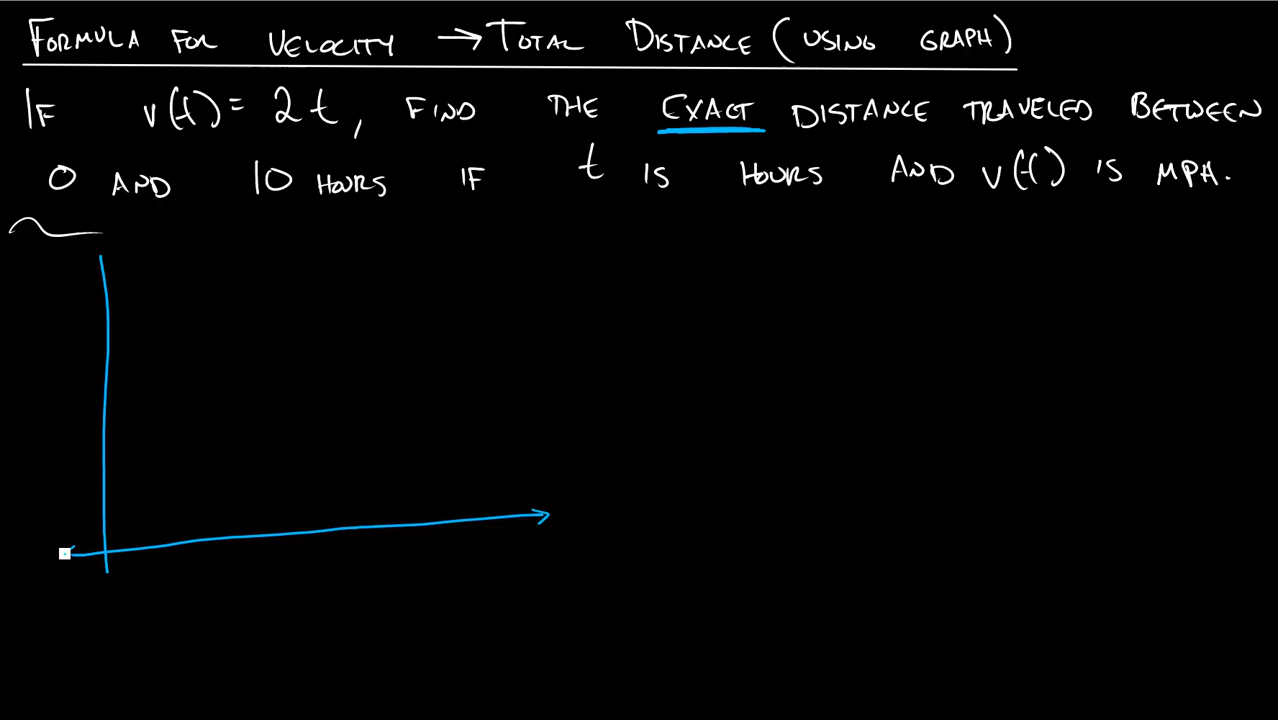 FORMULA FOR VELOCITY → TOTAL DISTANCE (USING GRAPH)
IF v(t) = 2t, FIND THE EXACT DISTANCE TRAVELED BETWEEN
0 AND 10 HOURS IF t IS HOURS AND v(t) IS MPH.